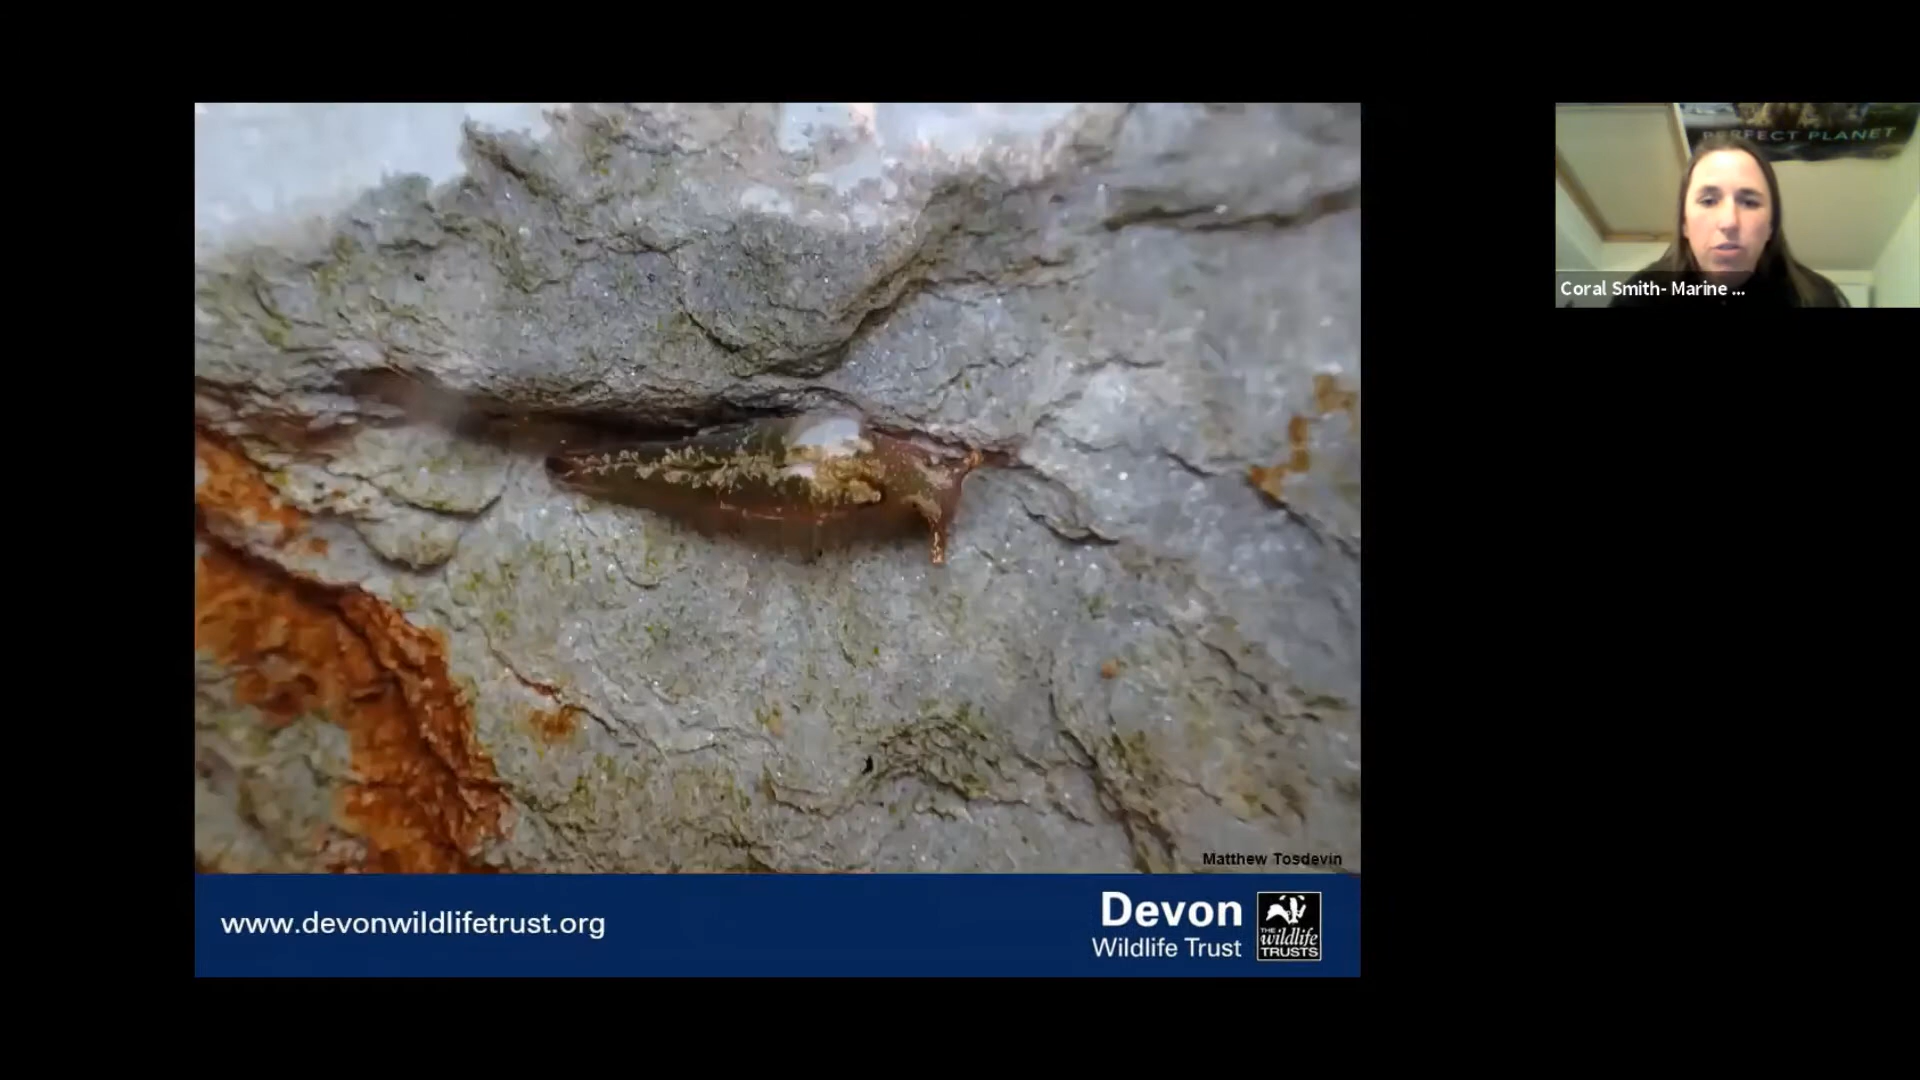 PERFECT PLANET
Coral Smith- Marine ...
Matthew Tosdevin
www.devonwildlifetrust.org
Devon
Wildlife Trust
THE
wildlife
TRUSTS